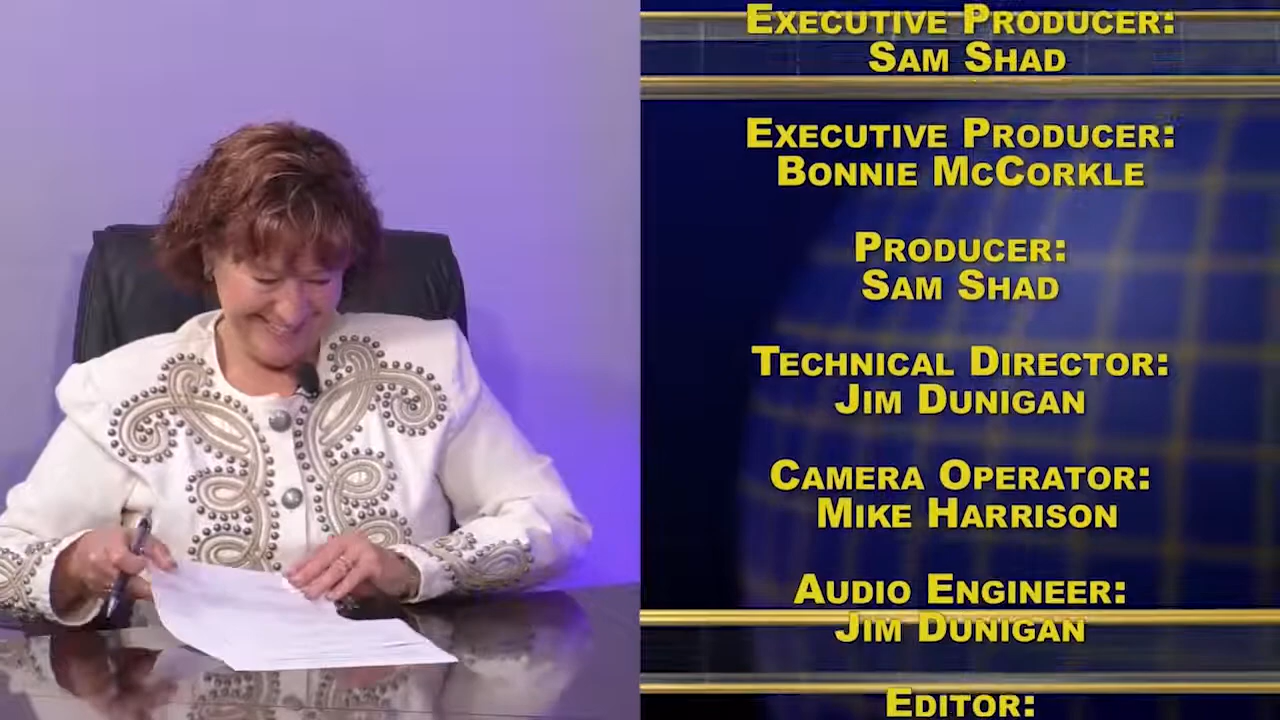 EXECUTIVE PRODUCER:
SAM SHAD
EXECUTIVE PRODUCER:
BONNIE MCCORKLE
PRODUCER:
SAM SHAD
TECHNICAL DIRECTOR:
JIM DUNIGAN
CAMERA OPERATOR:
MIKE HARRISON
AUDIO ENGINEER:
JIM DUNIGAN
EDITOR: